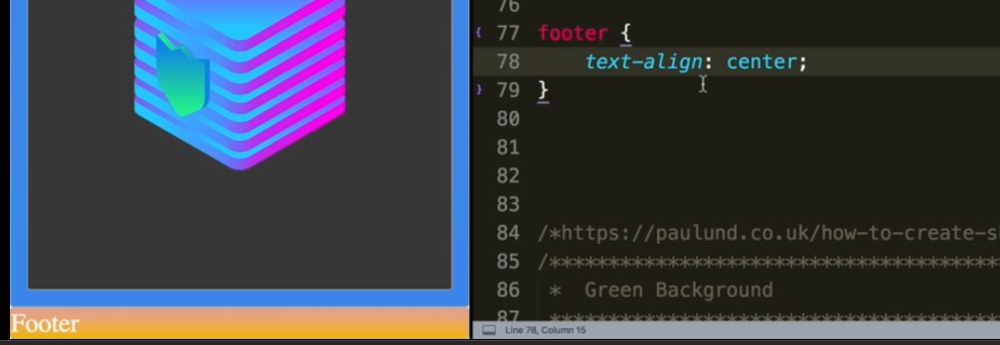 76
77 footer {
78 text-align: center;
79 }
80
81
82
83
84 /*https://paulund.co.uk/how-to-create-s
85 /**************************************
86 * Green Background
87 **************************************
Line 78, Column 15
Footer